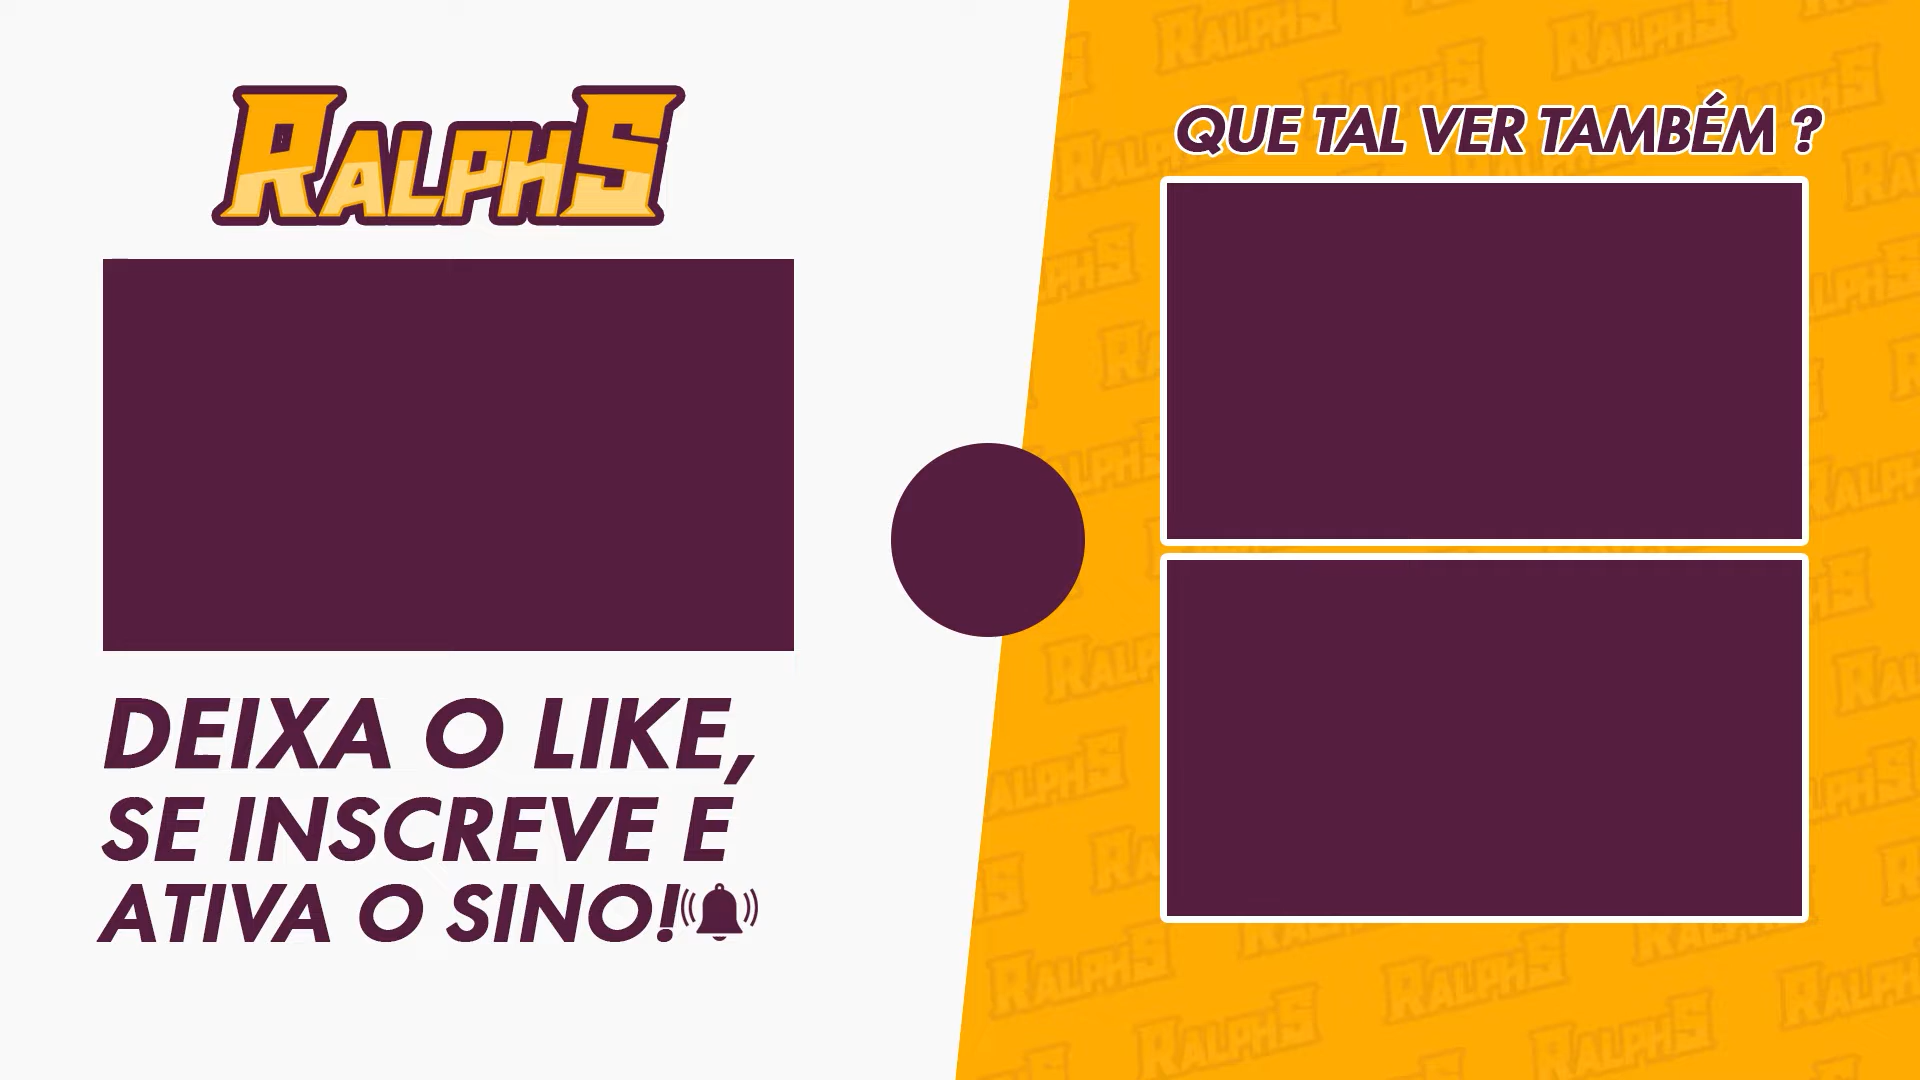 RALPHS
DEIXA O LIKE,
SE INSCREVE E
ATIVA O SINO!
QUE TAL VER TAMBÉM ?